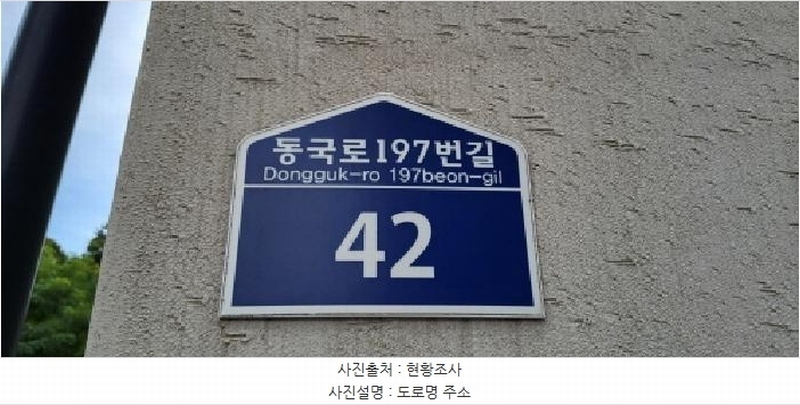 동국로197번길
Dongguk-ro 197beon-gil
42
사진출처 : 현황조사
사진설명 : 도로명 주소